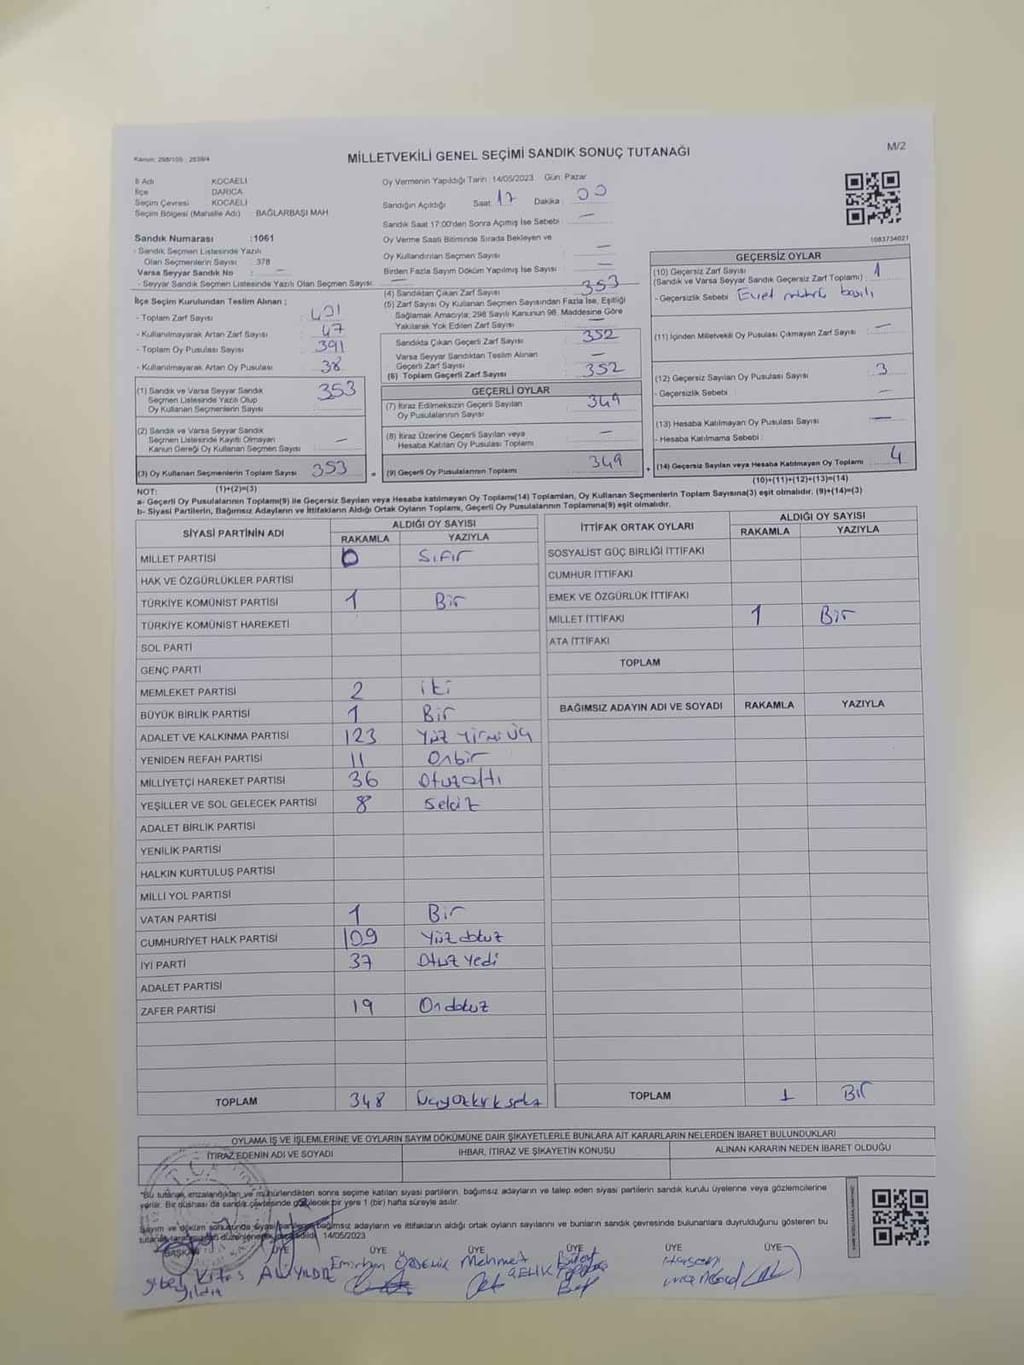 Kanun: 298/105 ; 2839/4
MİLLETVEKİLİ GENEL SEÇİMİ SANDIK SONUÇ TUTANAĞI
M/2
İl Adı KOCAELİ
İlçe DARICA
Seçim Çevresi KOCAELİ
Seçim Bölgesi (Mahalle Adı) BAĞLARBAŞI MAH
Oy Vermenin Yapıldığı Tarih : 14/05/2023 Gün: Pazar
Sandığın Açıldığı Saat 17 Dakika : 00
Sandık Saat 17:00'den Sonra Açılmış İse Sebebi : —
Sandık Numarası :1061
- Sandık Seçmen Listesinde Yazılı
Olan Seçmenlerin Sayısı 378
Varsa Seyyar Sandık No : —
- Seyyar Sandık Seçmen Listesinde Yazılı Olan Seçmen Sayısı: —
Oy Verme Saati Bitiminde Sırada Bekleyen ve
Oy Kullandırılan Seçmen Sayısı : —
Birden Fazla Sayım Döküm Yapılmış İse Sayısı : —
İlçe Seçim Kurulundan Teslim Alınan ;
- Toplam Zarf Sayısı : 401
- Kullanılmayarak Artan Zarf Sayısı : 47
- Toplam Oy Pusulası Sayısı : 391
- Kullanılmayarak Artan Oy Pusulası : 38
(4) Sandıktan Çıkan Zarf Sayısı : 353
(5) Zarf Sayısı Oy Kullanan Seçmen Sayısından Fazla İse, Eşitliği
Sağlamak Amacıyla; 298 Sayılı Kanunun 98. Maddesine Göre
Yakılarak Yok Edilen Zarf Sayısı : —
Sandıkta Çıkan Geçerli Zarf Sayısı : 352
Varsa Seyyar Sandıktan Teslim Alınan
Geçerli Zarf Sayısı : —
(6) Toplam Geçerli Zarf Sayısı : 352
1083734021
GEÇERSİZ OYLAR
(10) Geçersiz Zarf Sayısı : 1
(Sandık ve Varsa Seyyar Sandık Geçersiz Zarf Toplamı)
- Geçersizlik Sebebi : Evet mührü basılı
(11) İçinden Milletvekili Oy Pusulası Çıkmayan Zarf Sayısı : —
(12) Geçersiz Sayılan Oy Pusulası Sayısı : 3
- Geçersizlik Sebebi : —
(13) Hesaba Katılmayan Oy Pusulası Sayısı : —
- Hesaba Katılmama Sebebi :
(14) Geçersiz Sayılan veya Hesaba Katılmayan Oy Toplamı : 4
(10)+(11)+(12)+(13)=(14)
(1) Sandık ve Varsa Seyyar Sandık
Seçmen Listesinde Yazılı Olup
Oy Kullanan Seçmenlerin Sayısı : 353
(2) Sandık ve Varsa Seyyar Sandık
Seçmen Listesinde Kayıtlı Olmayan
Kanun Gereği Oy Kullanan Seçmen Sayısı : —
(3) Oy Kullanan Seçmenlerin Toplam Sayısı : 353
(1)+(2)=(3)
GEÇERLİ OYLAR
(7) İtiraz Edilmeksizin Geçerli Sayılan
Oy Pusulalarının Sayısı : 349
(8) İtiraz Üzerine Geçerli Sayılan veya
Hesaba Katılan Oy Pusulası Toplamı : —
(9) Geçerli Oy Pusulalarının Toplamı : 349
NOT:
a- Geçerli Oy Pusulalarının Toplamı(9) ile Geçersiz Sayılan veya Hesaba katılmayan Oy Toplamı(14) Toplamları, Oy Kullanan Seçmenlerin Toplam Sayısına(3) eşit olmalıdır. (9)+(14)=(3)
b- Siyasi Partilerin, Bağımsız Adayların ve İttifakların Aldığı Ortak Oyların Toplamı, Geçerli Oy Pusulalarının Toplamına(9) eşit olmalıdır.
SİYASİ PARTİNİN ADI ALDIĞI OY SAYISI
RAKAMLA YAZIYLA
MİLLET PARTİSİ 0 Sıfır
HAK VE ÖZGÜRLÜKLER PARTİSİ
TÜRKİYE KOMÜNİST PARTİSİ 1 Bir
TÜRKİYE KOMÜNİST HAREKETİ
SOL PARTİ
GENÇ PARTİ
MEMLEKET PARTİSİ 2 iki
BÜYÜK BİRLİK PARTİSİ 1 Bir
ADALET VE KALKINMA PARTİSİ 123 Yüz Yirmi Üç
YENİDEN REFAH PARTİSİ 11 Onbir
MİLLİYETÇİ HAREKET PARTİSİ 36 Otuzaltı
YEŞİLLER VE SOL GELECEK PARTİSİ 8 Sekiz
ADALET BİRLİK PARTİSİ
YENİLİK PARTİSİ
HALKIN KURTULUŞ PARTİSİ
MİLLİ YOL PARTİSİ
VATAN PARTİSİ 1 Bir
CUMHURİYET HALK PARTİSİ 109 Yüzdokuz
İYİ PARTİ 37 Otuz yedi
ADALET PARTİSİ
ZAFER PARTİSİ 19 Ondokuz
TOPLAM 348 Üçyüzkırksekiz
İTTİFAK ORTAK OYLARI ALDIĞI OY SAYISI
RAKAMLA YAZIYLA
SOSYALİST GÜÇ BİRLİĞİ İTTİFAKI
CUMHUR İTTİFAKI
EMEK VE ÖZGÜRLÜK İTTİFAKI
MİLLET İTTİFAKI 1 Bir
ATA İTTİFAKI
TOPLAM
BAĞIMSIZ ADAYIN ADI VE SOYADI RAKAMLA YAZIYLA
TOPLAM 1 Bir
OYLAMA İŞ VE İŞLEMLERİNE VE OYLARIN SAYIM DÖKÜMÜNE DAİR ŞİKAYETLERLE BUNLARA AİT KARARLARIN NELERDEN İBARET BULUNDUKLARI
İTİRAZ EDENİN ADI VE SOYADI İHBAR, İTİRAZ VE ŞİKAYETİN KONUSU ALINAN KARARIN NEDEN İBARET OLDUĞU
*Bu tutanak imzalandıktan ve mühürlendikten sonra seçime katılan siyasi partilerin, bağımsız adayların ve talep eden siyasi partilerin sandık kurulu üyelerine veya gözlemcilerine
verilir. Bir nüshası da sandık çevresinde görülecek bir yere 1 (bir) hafta süreyle asılır.
Sayım ve döküm sonucunda siyasi partilerin, bağımsız adayların ve ittifakların aldığı ortak oyların sayılarını ve bunların sandık çevresinde bulunanlara duyrulduğunu gösteren bu
tutanak tarafımızdan düzenlenerek imzalandı. 14/05/2023
BAŞKAN ÜYE ÜYE ÜYE ÜYE ÜYE ÜYE
Yıldız ALİ YILDIZ Emirhan Mehmet ÇELİK Hasan